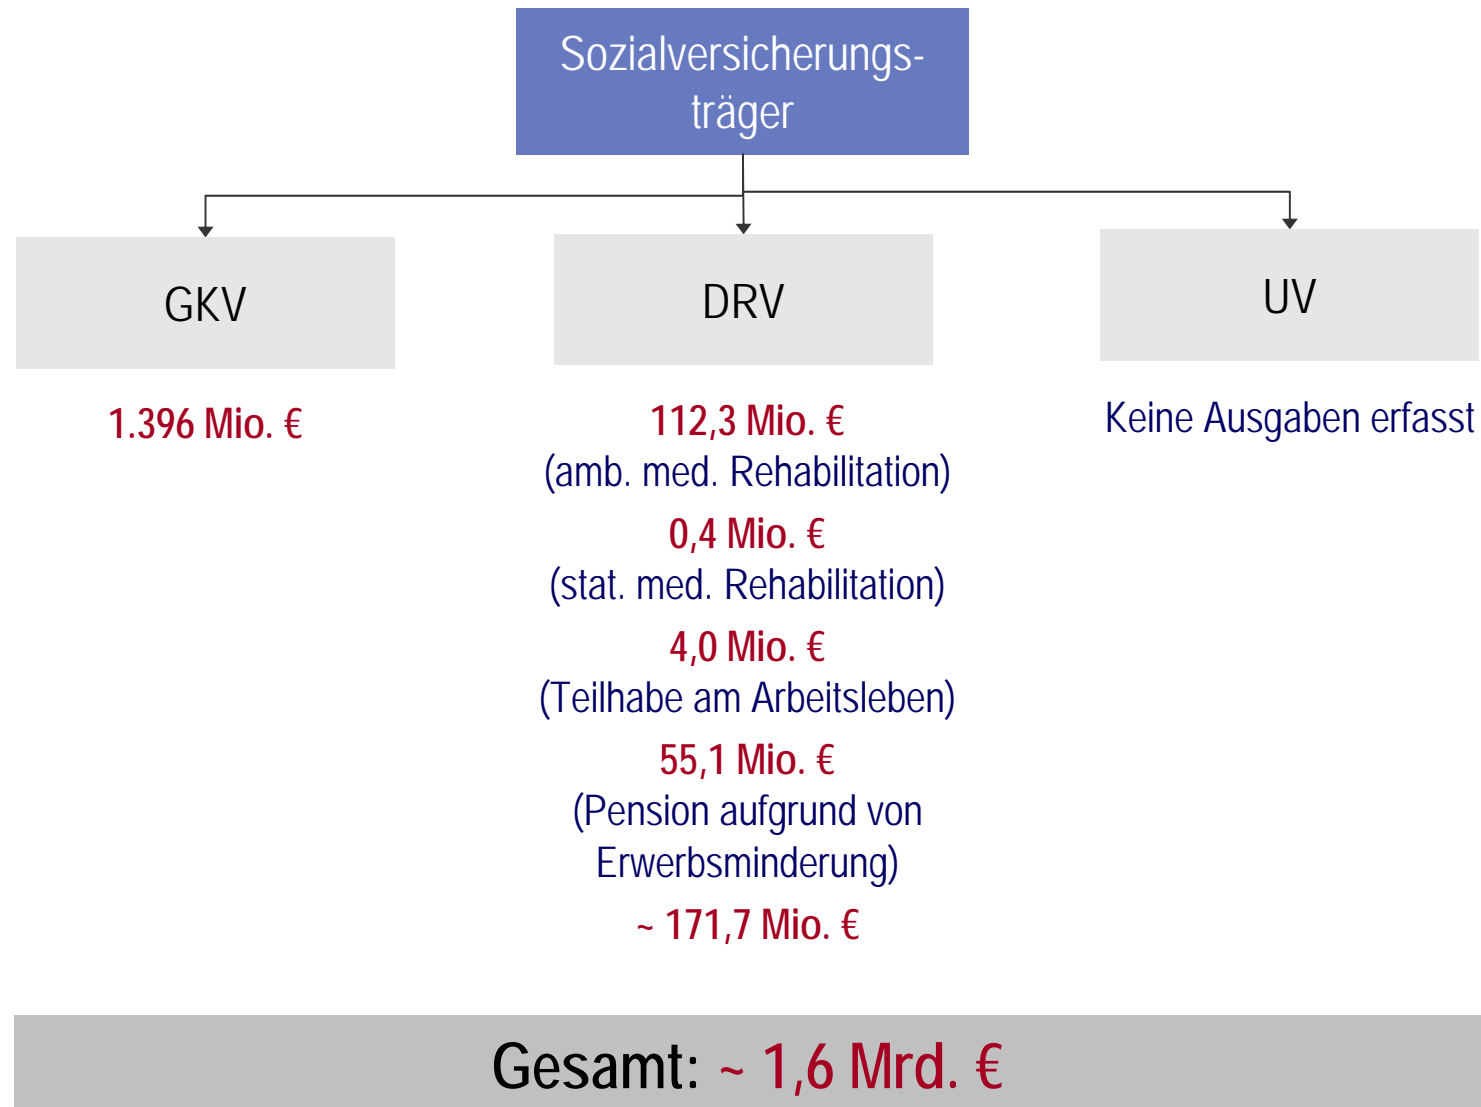 Sozialversicherungs-
träger
GKV
DRV
UV
1.396 Mio. €
112,3 Mio. €
(amb. med. Rehabilitation)
0,4 Mio. €
(stat. med. Rehabilitation)
4,0 Mio. €
(Teilhabe am Arbeitsleben)
55,1 Mio. €
(Pension aufgrund von
Erwerbsminderung)
~ 171,7 Mio. €
Keine Ausgaben erfasst
Gesamt: ~ 1,6 Mrd. €